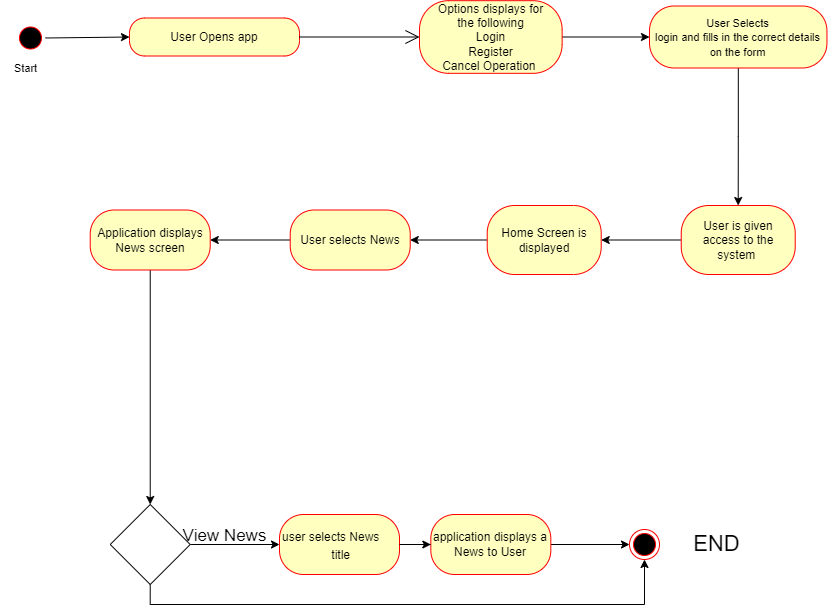 User Opens app
Options displays for
the following
Login
Register
Cancel Operation
User Selects
login and fills in the correct details
on the form
Start
Application displays
News screen
User selects News
Home Screen is
displayed
User is given
access to the
system
View News
user selects News
title
application displays a
News to User
END